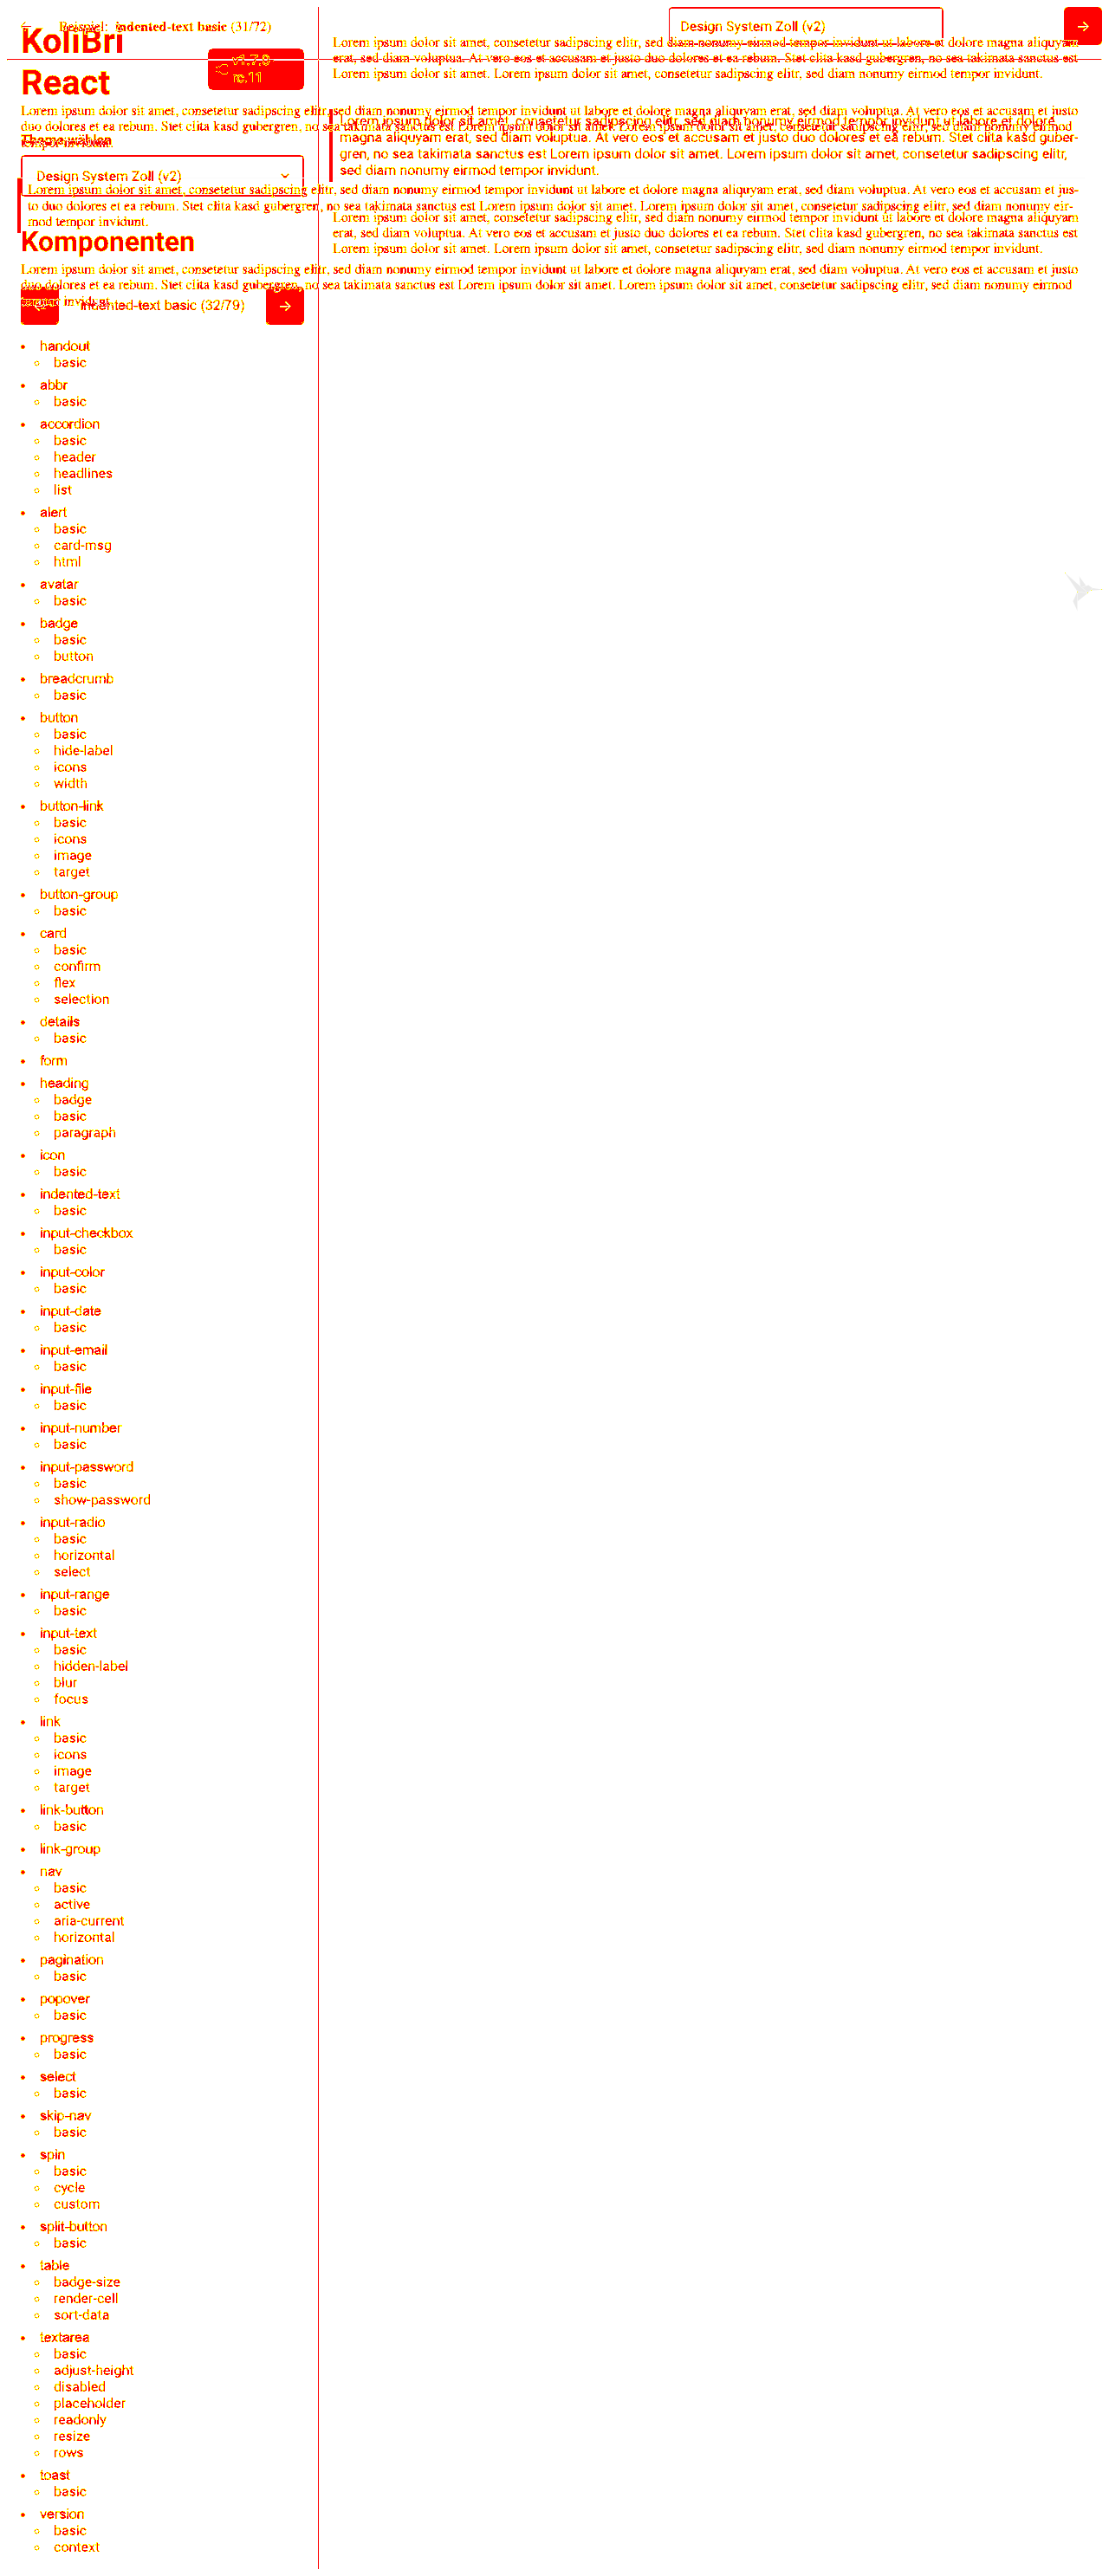 ← Beispiel: indented-text basic (31/72)
Design System Zoll (v2)
→
KoliBri
React
v1.7.0
rc.11
Lorem ipsum dolor sit amet, consetetur sadipscing elitr, sed diam nonumy eirmod tempor invidunt ut labore et dolore magna aliquyam
erat, sed diam voluptua. At vero eos et accusam et justo duo dolores et ea rebum. Stet clita kasd gubergren, no sea takimata sanctus est
Lorem ipsum dolor sit amet. Lorem ipsum dolor sit amet, consetetur sadipscing elitr, sed diam nonumy eirmod tempor invidunt.
Lorem ipsum dolor sit amet, consetetur sadipscing elitr, sed diam nonumy eirmod tempor invidunt ut labore et dolore magna aliquyam erat, sed diam voluptua. At vero eos et accusam et justo
duo dolores et ea rebum. Stet clita kasd gubergren, no sea takimata sanctus est Lorem ipsum dolor sit amet. Lorem ipsum dolor sit amet, consetetur sadipscing elitr, sed diam nonumy eirmod
tempor invidunt.
Lorem ipsum dolor sit amet, consetetur sadipscing elitr, sed diam nonumy eirmod tempor invidunt ut labore et dolore
magna aliquyam erat, sed diam voluptua. At vero eos et accusam et justo duo dolores et ea rebum. Stet clita kasd guber-
gren, no sea takimata sanctus est Lorem ipsum dolor sit amet. Lorem ipsum dolor sit amet, consetetur sadipscing elitr,
sed diam nonumy eirmod tempor invidunt.
Design System Zoll (v2)
Lorem ipsum dolor sit amet, consetetur sadipscing elitr, sed diam nonumy eirmod tempor invidunt ut labore et dolore magna aliquyam erat, sed diam voluptua. At vero eos et accusam et jus-
to duo dolores et ea rebum. Stet clita kasd gubergren, no sea takimata sanctus est Lorem ipsum dolor sit amet. Lorem ipsum dolor sit amet, consetetur sadipscing elitr, sed diam nonumy eir-
mod tempor invidunt.
Lorem ipsum dolor sit amet, consetetur sadipscing elitr, sed diam nonumy eirmod tempor invidunt ut labore et dolore magna aliquyam
erat, sed diam voluptua. At vero eos et accusam et justo duo dolores et ea rebum. Stet clita kasd gubergren, no sea takimata sanctus est
Lorem ipsum dolor sit amet. Lorem ipsum dolor sit amet, consetetur sadipscing elitr, sed diam nonumy eirmod tempor invidunt.
Komponenten
Lorem ipsum dolor sit amet, consetetur sadipscing elitr, sed diam nonumy eirmod tempor invidunt ut labore et dolore magna aliquyam erat, sed diam voluptua. At vero eos et accusam et justo
duo dolores et ea rebum. Stet clita kasd gubergren, no sea takimata sanctus est Lorem ipsum dolor sit amet. Lorem ipsum dolor sit amet, consetetur sadipscing elitr, sed diam nonumy eirmod
tempor invidunt.
indented-text basic (32/79)
→
• handout
◦ basic
• abbr
◦ basic
• accordion
◦ basic
◦ header
◦ headlines
◦ list
• alert
◦ basic
◦ card-msg
◦ html
• avatar
◦ basic
• badge
◦ basic
◦ button
• breadcrumb
◦ basic
• button
◦ basic
◦ hide-label
◦ icons
◦ width
• button-link
◦ basic
◦ icons
◦ image
◦ target
• button-group
◦ basic
• card
◦ basic
◦ confirm
◦ flex
◦ selection
• details
◦ basic
• form
• heading
◦ badge
◦ basic
◦ paragraph
• icon
◦ basic
• indented-text
◦ basic
• input-checkbox
◦ basic
• input-color
◦ basic
• input-date
◦ basic
• input-email
◦ basic
• input-file
◦ basic
• input-number
◦ basic
• input-password
◦ basic
◦ show-password
• input-radio
◦ basic
◦ horizontal
◦ select
• input-range
◦ basic
• input-text
◦ basic
◦ hidden-label
◦ blur
◦ focus
• link
◦ basic
◦ icons
◦ image
◦ target
• link-button
◦ basic
• link-group
• nav
◦ basic
◦ active
◦ aria-current
◦ horizontal
• pagination
◦ basic
• popover
◦ basic
• progress
◦ basic
• select
◦ basic
• skip-nav
◦ basic
• spin
◦ basic
◦ cycle
◦ custom
• split-button
◦ basic
• table
◦ badge-size
◦ render-cell
◦ sort-data
• textarea
◦ basic
◦ adjust-height
◦ disabled
◦ placeholder
◦ readonly
◦ resize
◦ rows
• toast
◦ basic
• version
◦ basic
◦ context